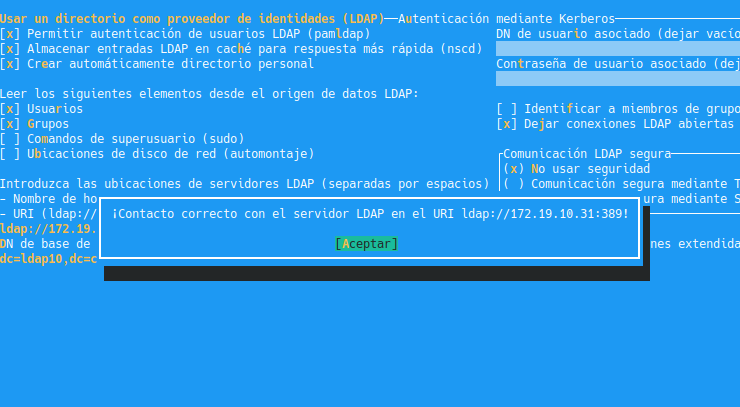 Usar un directorio como proveedor de identidades (LDAP)──Autenticación mediante Kerberos
[x] Permitir autenticación de usuarios LDAP (pamldap) DN de usuario asociado (dejar vacío
[x] Almacenar entradas LDAP en caché para respuesta más rápida (nscd)
[x] Crear automáticamente directorio personal Contraseña de usuario asociado (dej
Leer los siguientes elementos desde el origen de datos LDAP:
[x] Usuarios [ ] Identificar a miembros de grupo
[x] Grupos [x] Dejar conexiones LDAP abiertas
[ ] Comandos de superusuario (sudo)
[ ] Ubicaciones de disco de red (automontaje) Comunicación LDAP segura
(x) No usar seguridad
Introduzca las ubicaciones de servidores LDAP (separadas por espacios) ( ) Comunicación segura mediante T
- Nombre de ho ura mediante S
- URI (ldap:// ¡Contacto correcto con el servidor LDAP en el URI ldap://172.19.10.31:389!
ldap://172.19.
DN de base de [Aceptar] nes extendida
dc=ldap10,dc=c